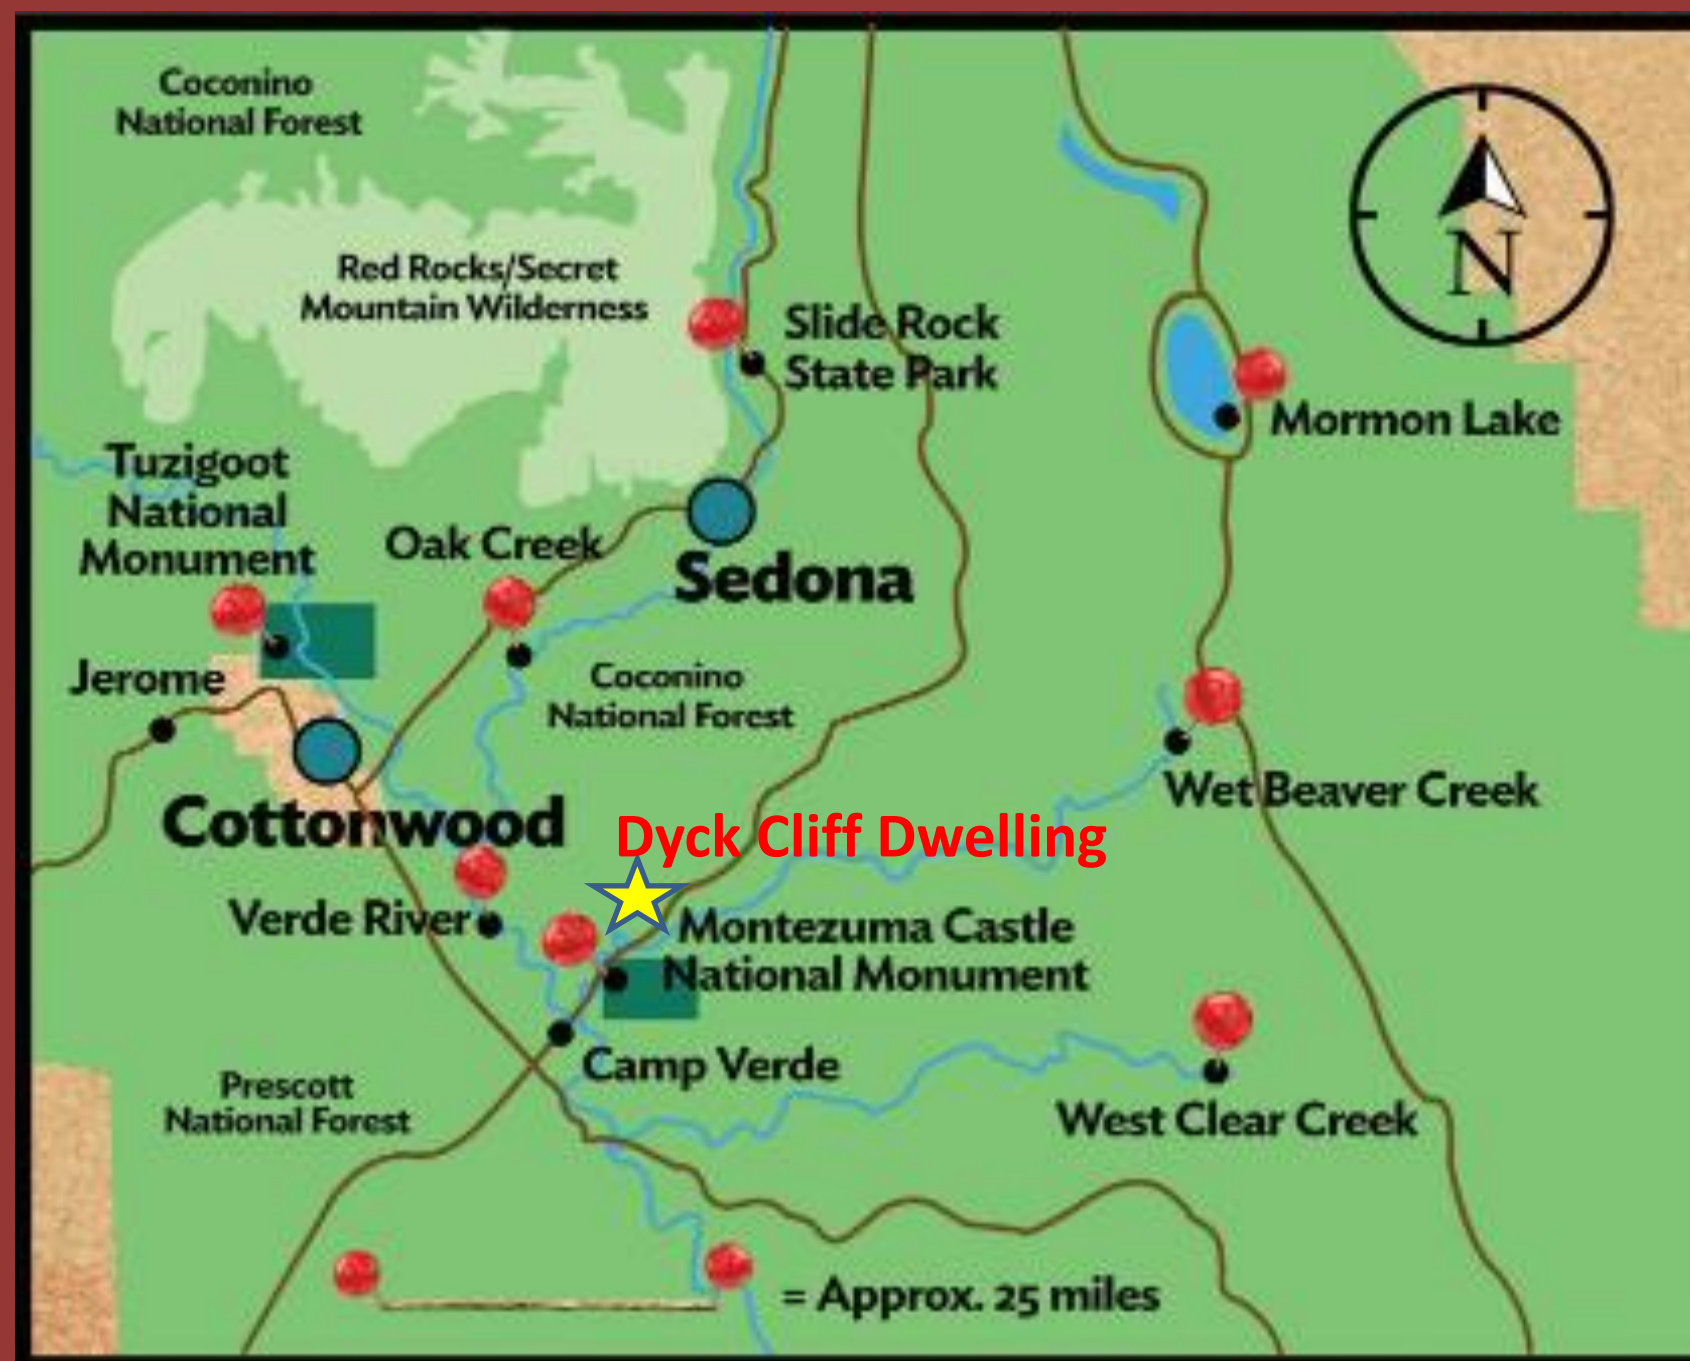 Coconino
National Forest
N
Red Rocks/Secret
Mountain Wilderness
Slide Rock
State Park
Mormon Lake
Tuzigoot
National
Monument
Oak Creek
Sedona
Jerome
Coconino
National Forest
Wet Beaver Creek
Cottonwood
Dyck Cliff Dwelling
Verde River
Montezuma Castle
National Monument
Camp Verde
Prescott
National Forest
West Clear Creek
= Approx. 25 miles